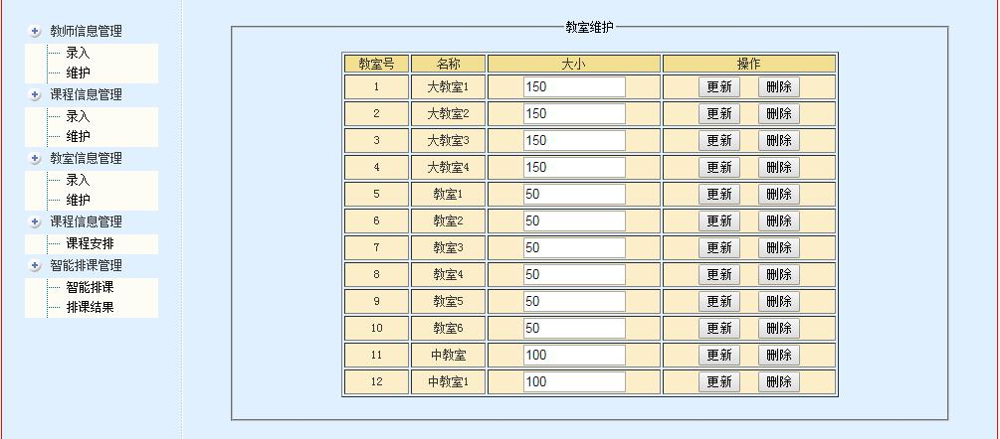 教师信息管理
录入
维护
课程信息管理
录入
维护
教室信息管理
录入
维护
课程信息管理
课程安排
智能排课管理
智能排课
排课结果
教室维护
教室号 名称 大小 操作
1 大教室1 150 更新 删除
2 大教室2 150 更新 删除
3 大教室3 150 更新 删除
4 大教室4 150 更新 删除
5 教室1 50 更新 删除
6 教室2 50 更新 删除
7 教室3 50 更新 删除
8 教室4 50 更新 删除
9 教室5 50 更新 删除
10 教室6 50 更新 删除
11 中教室 100 更新 删除
12 中教室1 100 更新 删除